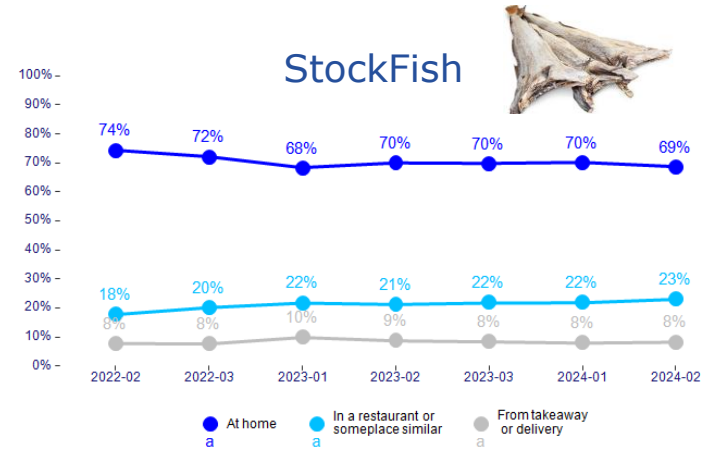 StockFish
100%
90%
80%
70%
60%
50%
40%
30%
20%
10%
0%
74% 72% 68% 70% 70% 70% 69%
18% 20% 22% 21% 22% 22% 23%
8% 8% 10% 9% 8% 8% 8%
2022-02 2022-03 2023-01 2023-02 2023-03 2024-01 2024-02
At home
a
In a restaurant or
someplace similar
a
From takeaway
or delivery
a